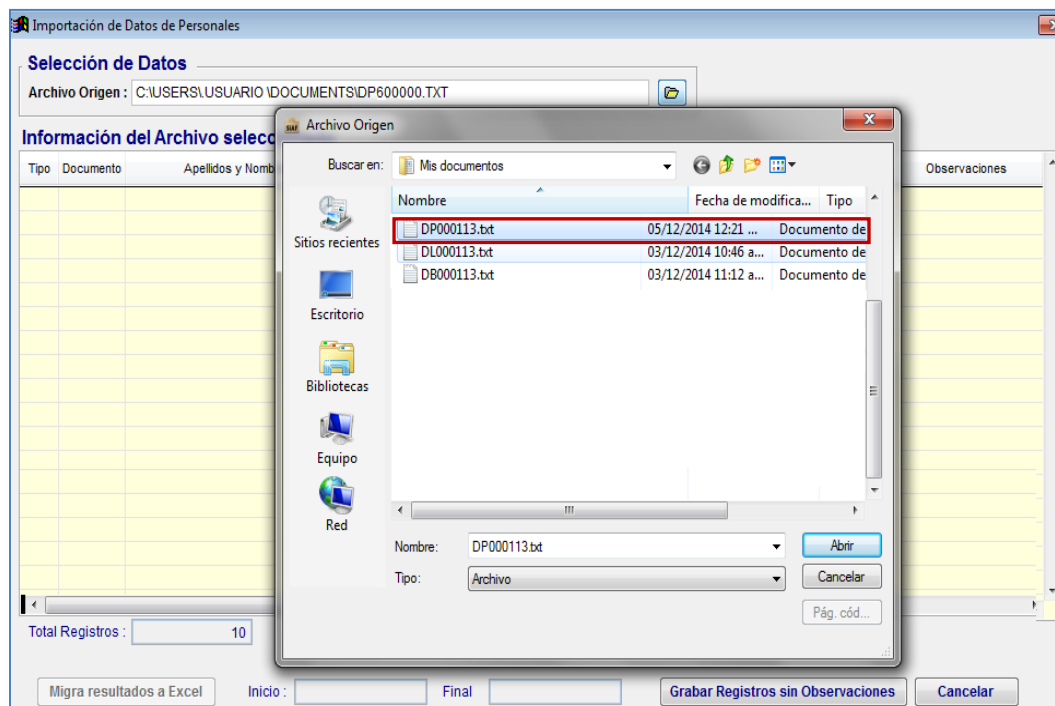 Importación de Datos de Personales
Selección de Datos
Archivo Origen : C:\USERS\.USUARIO \DOCUMENTS\DP600000.TXT
Información del Archivo selecc
Tipo Documento Apellidos y Nomb Observaciones
SIAF Archivo Origen
Buscar en: Mis documentos
Nombre Fecha de modifica... Tipo
DP000113.txt 05/12/2014 12:21 ... Documento de
DL000113.txt 03/12/2014 10:46 a... Documento de
DB000113.txt 03/12/2014 11:12 a... Documento de
Sitios recientes
Escritorio
Bibliotecas
Equipo
Red
Nombre: DP000113.txt Abrir
Tipo: Archivo Cancelar
Pág. cód...
Total Registros : 10
Migra resultados a Excel Inicio : Final Grabar Registros sin Observaciones Cancelar